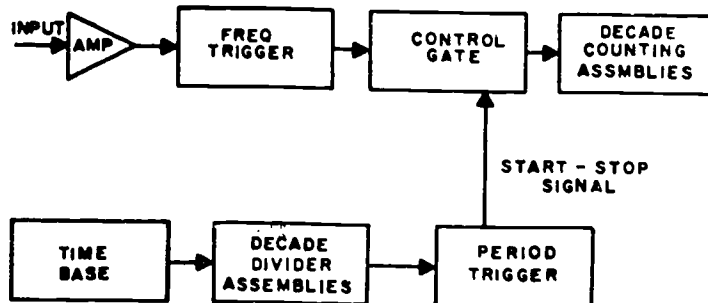 INPUT
AMP
FREQ
TRIGGER
CONTROL
GATE
DECADE
COUNTING
ASSMBLIES
START - STOP
SIGNAL
TIME
BASE
DECADE
DIVIDER
ASSEMBLIES
PERIOD
TRIGGER